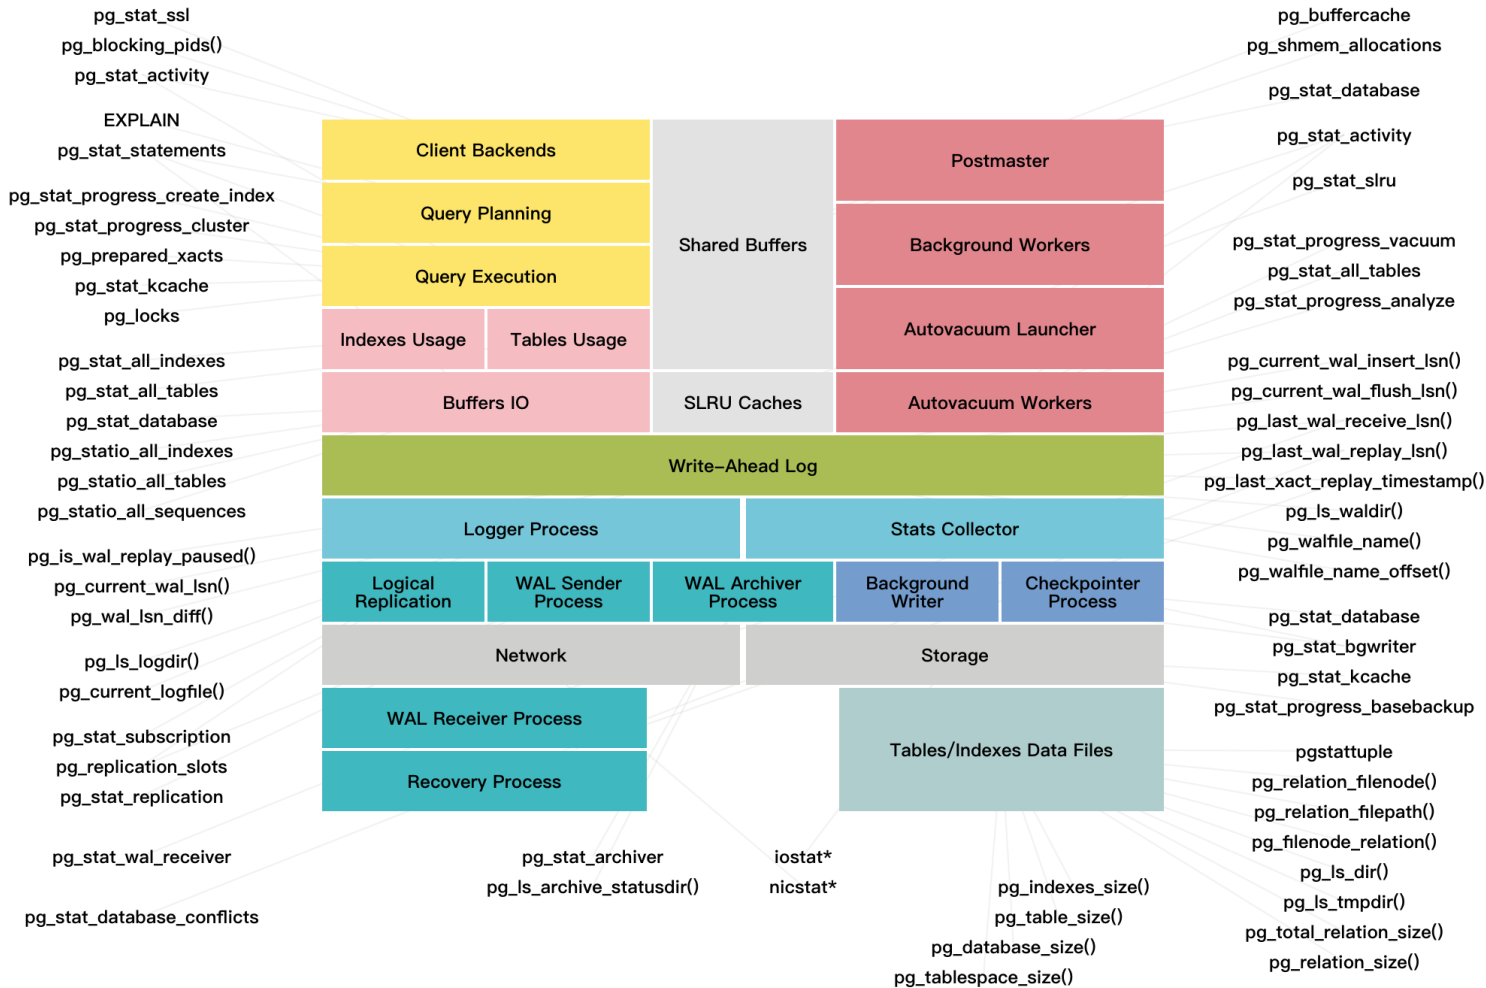 pg_stat_ssl
pg_blocking_pids()
pg_stat_activity
EXPLAIN
pg_stat_statements
pg_stat_progress_create_index
pg_stat_progress_cluster
pg_prepared_xacts
pg_stat_kcache
pg_locks
pg_stat_all_indexes
pg_stat_all_tables
pg_stat_database
pg_statio_all_indexes
pg_statio_all_tables
pg_statio_all_sequences
pg_is_wal_replay_paused()
pg_current_wal_lsn()
pg_wal_lsn_diff()
pg_ls_logdir()
pg_current_logfile()
pg_stat_subscription
pg_replication_slots
pg_stat_replication
pg_stat_wal_receiver
pg_stat_database_conflicts
Client Backends
Query Planning
Query Execution
Indexes Usage
Tables Usage
Buffers IO
Shared Buffers
SLRU Caches
Postmaster
Background Workers
Autovacuum Launcher
Autovacuum Workers
Write-Ahead Log
Logger Process
Stats Collector
Logical
Replication
WAL Sender
Process
WAL Archiver
Process
Background
Writer
Checkpointer
Process
Network
Storage
WAL Receiver Process
Recovery Process
Tables/Indexes Data Files
pg_stat_archiver
pg_ls_archive_statusdir()
iostat*
nicstat*
pg_indexes_size()
pg_table_size()
pg_database_size()
pg_tablespace_size()
pg_buffercache
pg_shmem_allocations
pg_stat_database
pg_stat_activity
pg_stat_slru
pg_stat_progress_vacuum
pg_stat_all_tables
pg_stat_progress_analyze
pg_current_wal_insert_lsn()
pg_current_wal_flush_lsn()
pg_last_wal_receive_lsn()
pg_last_wal_replay_lsn()
pg_last_xact_replay_timestamp()
pg_ls_waldir()
pg_walfile_name()
pg_walfile_name_offset()
pg_stat_database
pg_stat_bgwriter
pg_stat_kcache
pg_stat_progress_basebackup
pgstattuple
pg_relation_filenode()
pg_relation_filepath()
pg_filenode_relation()
pg_ls_dir()
pg_ls_tmpdir()
pg_total_relation_size()
pg_relation_size()